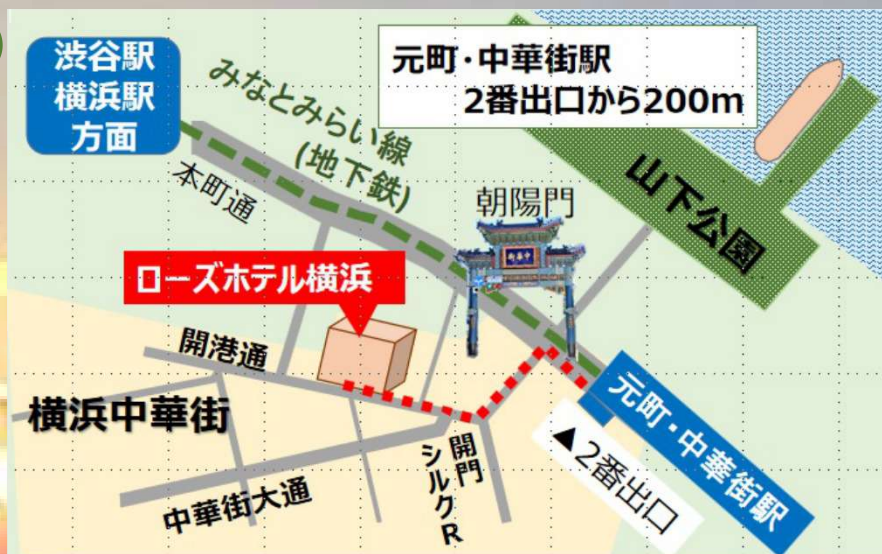 渋谷駅
横浜駅
方面
みなとみらい線
(地下鉄)
元町・中華街駅
2番出口から200m
本町通
朝陽門
中華街
山下公園
ローズホテル横浜
開港通
横浜中華街
元町・中華街駅
▲2番出口
開門
シルクR
中華街大通